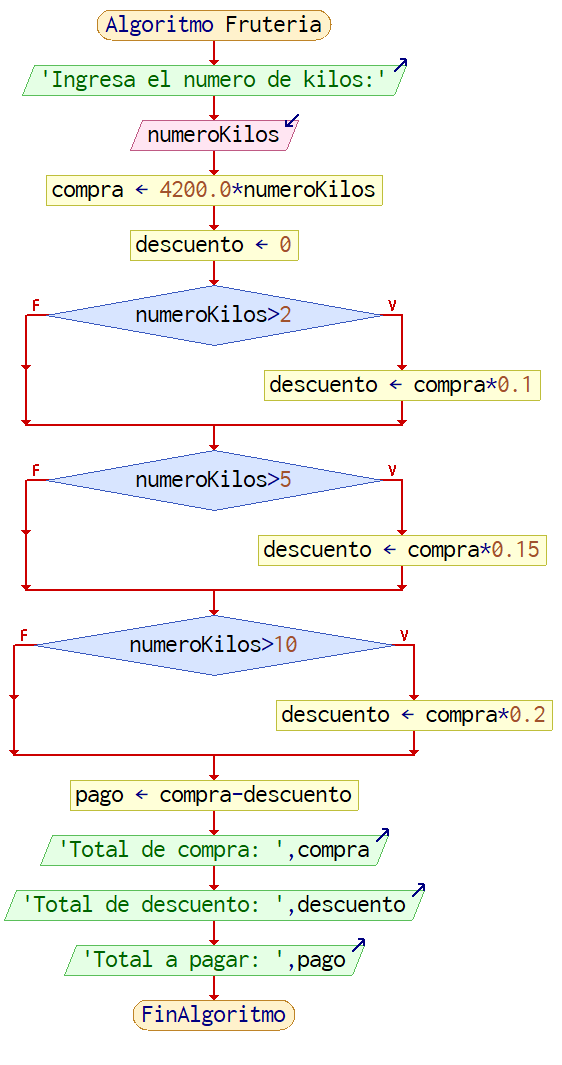 Algoritmo Fruteria
'Ingresa el numero de kilos:'
numeroKilos
compra ← 4200.0*numeroKilos
descuento ← 0
numeroKilos>2
F
V
descuento ← compra*0.1
numeroKilos>5
F
V
descuento ← compra*0.15
numeroKilos>10
F
V
descuento ← compra*0.2
pago ← compra-descuento
'Total de compra: ',compra
'Total de descuento: ',descuento
'Total a pagar: ',pago
FinAlgoritmo